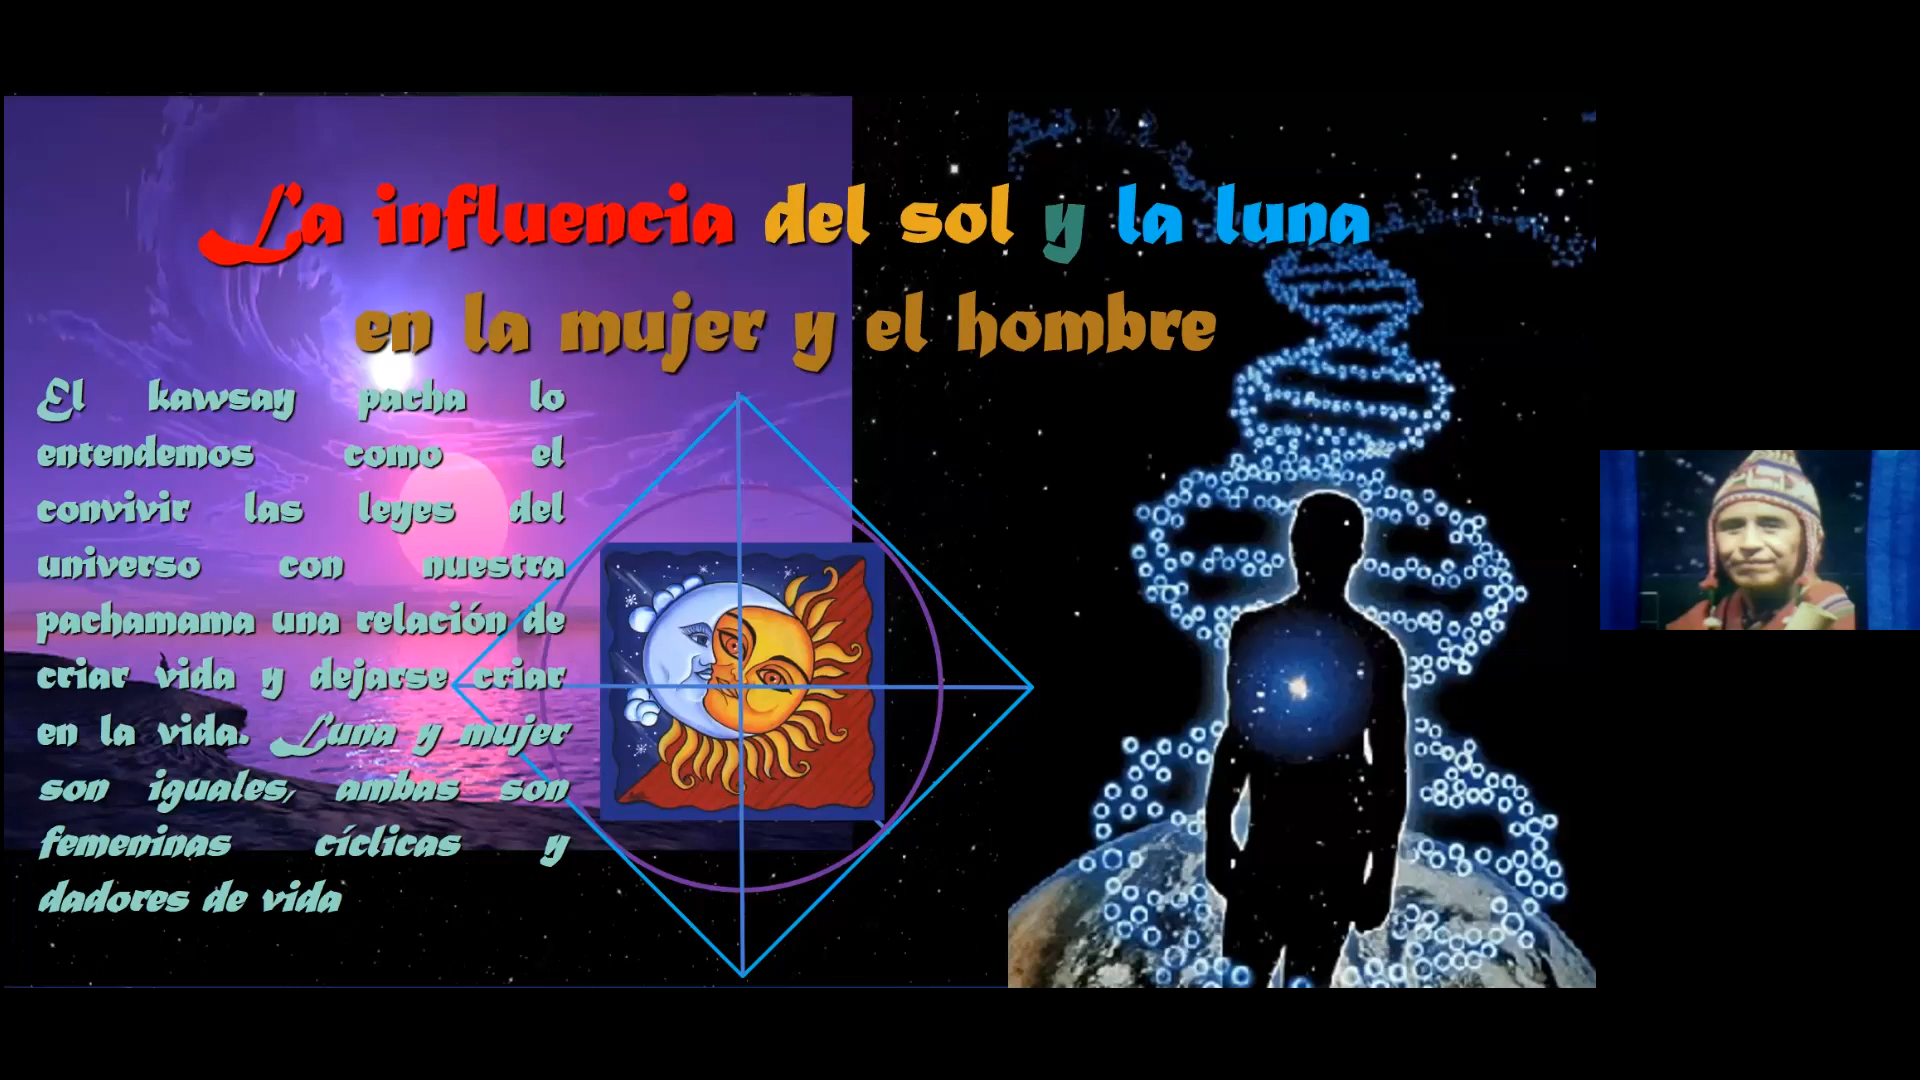 La influencia del sol y la luna
en la mujer y el hombre
El kawsay pacha lo
entendemos como el
convivir las leyes del
universo con nuestra
pachamama una relación de
criar vida y dejarse criar
en la vida. Luna y mujer
son iguales, ambas son
femeninas cíclicas y
dadores de vida